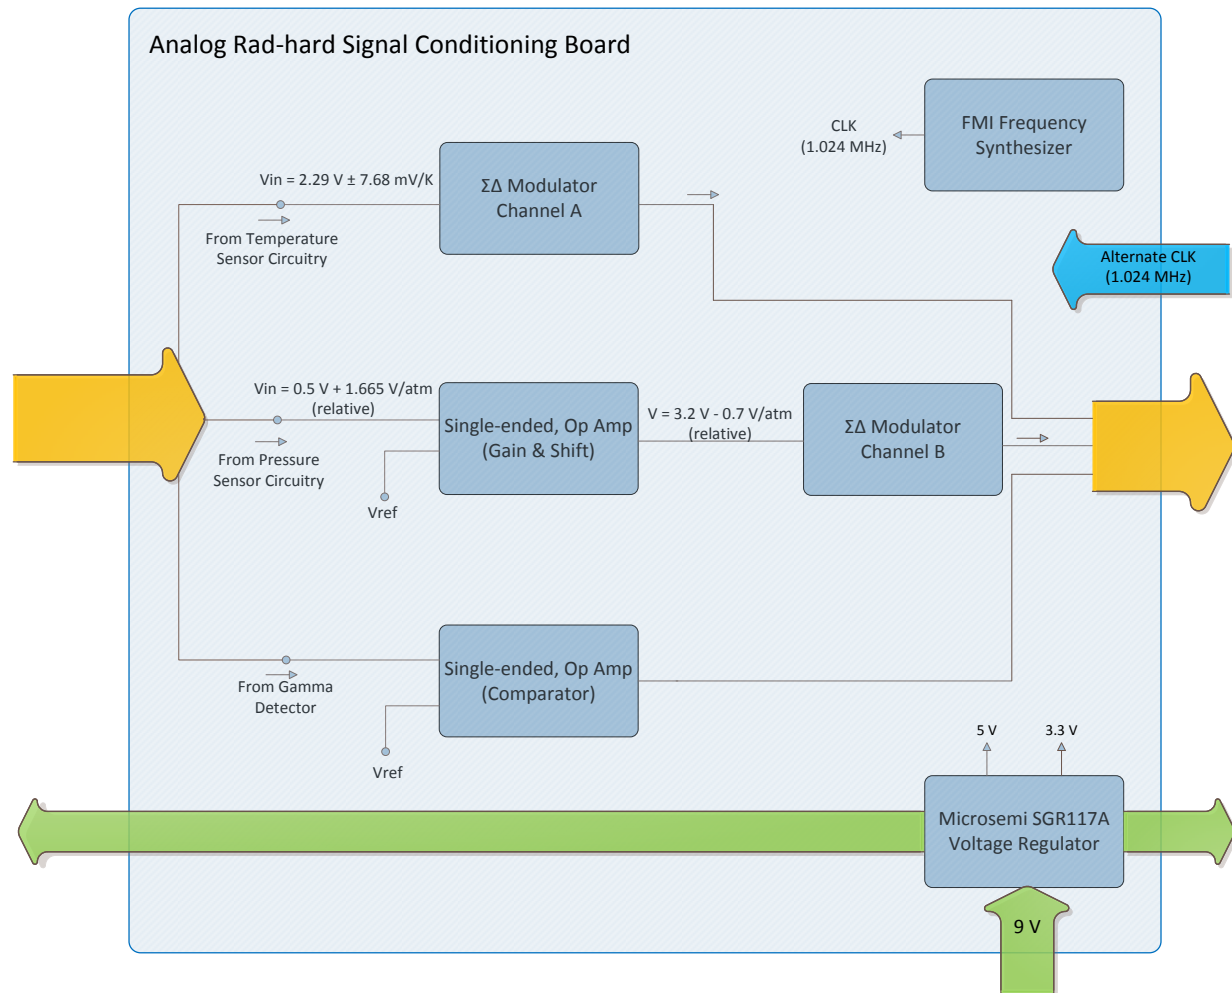 Analog Rad-hard Signal Conditioning Board
CLK
(1.024 MHz)
FMI Frequency
Synthesizer
Vin = 2.29 V ± 7.68 mV/K
ΣΔ Modulator
Channel A
From Temperature
Sensor Circuitry
Alternate CLK
(1.024 MHz)
Vin = 0.5 V + 1.665 V/atm
(relative)
Single-ended, Op Amp
(Gain & Shift)
V = 3.2 V - 0.7 V/atm
(relative)
ΣΔ Modulator
Channel B
From Pressure
Sensor Circuitry
Vref
Single-ended, Op Amp
(Comparator)
From Gamma
Detector
Vref
5 V
3.3 V
Microsemi SGR117A
Voltage Regulator
9 V